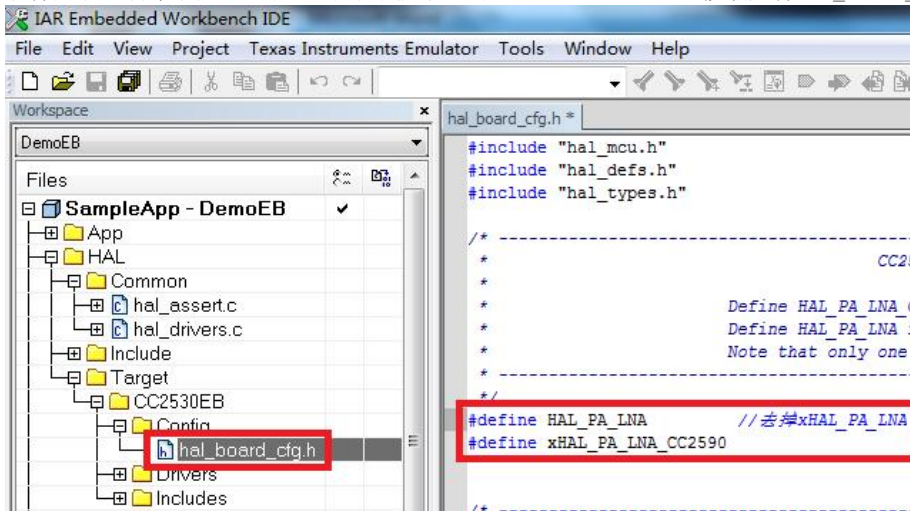 IAR Embedded Workbench IDE
File Edit View Project Texas Instruments Emulator Tools Window Help
Workspace
DemoEB
Files
SampleApp - DemoEB
App
HAL
Common
hal_assert.c
hal_drivers.c
Include
Target
CC2530EB
Config
hal_board_cfg.h
Drivers
Includes
hal_board_cfg.h *
#include "hal_mcu.h"
#include "hal_defs.h"
#include "hal_types.h"
/* ----------------------------------------
*
*
* Define HAL_PA_LNA_
* Define HAL_PA_LNA
* Note that only one
* ----------------------------------------
*/
#define HAL_PA_LNA //去掉xHAL_PA_LNA
#define xHAL_PA_LNA_CC2590
/* ----------------------------------------